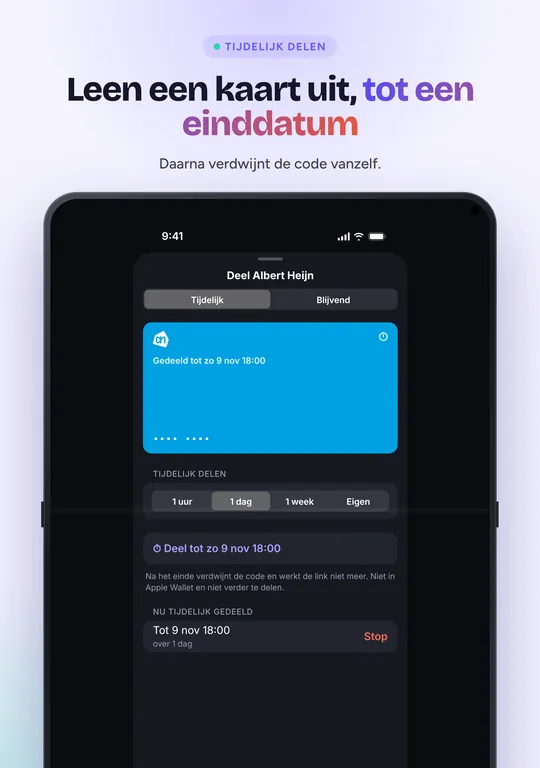 TIJDELIJK DELEN
Leen een kaart uit, tot een
einddatum
Daarna verdwijnt de code vanzelf.
9:41
Deel Albert Heijn
Tijdelijk Blijvend
Gedeeld tot zo 9 nov 18:00
•••• ••••
TIJDELIJK DELEN
1 uur 1 dag 1 week Eigen
Deel tot zo 9 nov 18:00
Na het einde verdwijnt de code en werkt de link niet meer. Niet in
Apple Wallet en niet verder te delen.
NU TIJDELIJK GEDEELD
Tot 9 nov 18:00
over 1 dag
Stop